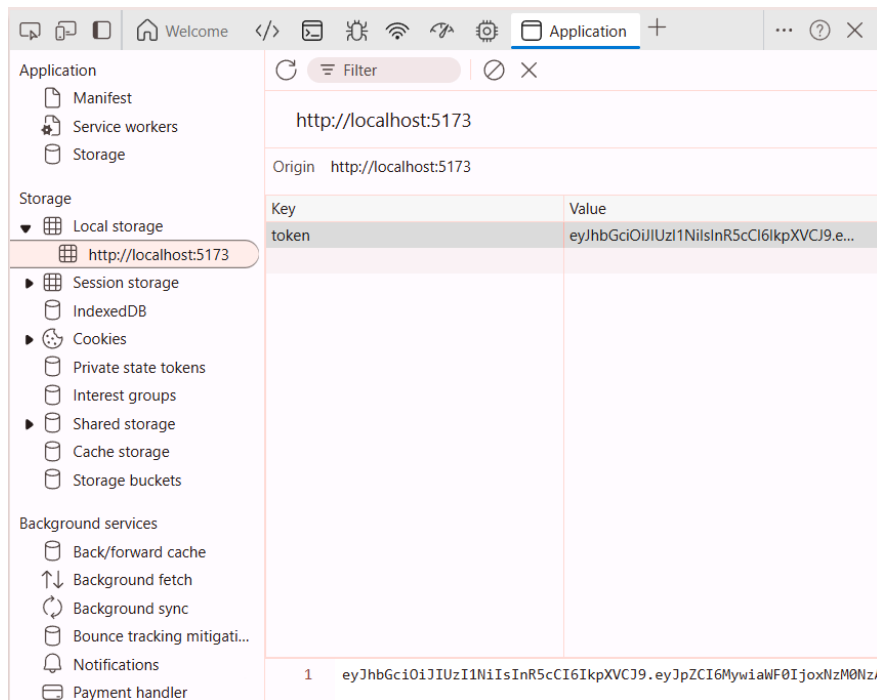 Welcome
Application
Application
Manifest
Service workers
Storage
Storage
Local storage
http://localhost:5173
Session storage
IndexedDB
Cookies
Private state tokens
Interest groups
Shared storage
Cache storage
Storage buckets
Background services
Back/forward cache
Background fetch
Background sync
Bounce tracking mitigati...
Notifications
Payment handler
Filter
http://localhost:5173
Origin http://localhost:5173
Key Value
token eyJhbGciOiJIUzI1NiIsInR5cCI6IkpXVCJ9.e...
1 eyJhbGciOiJIUzI1NiIsInR5cCI6IkpXVCJ9.eyJpZCI6MywiaWF0IjoxNzM0NzA